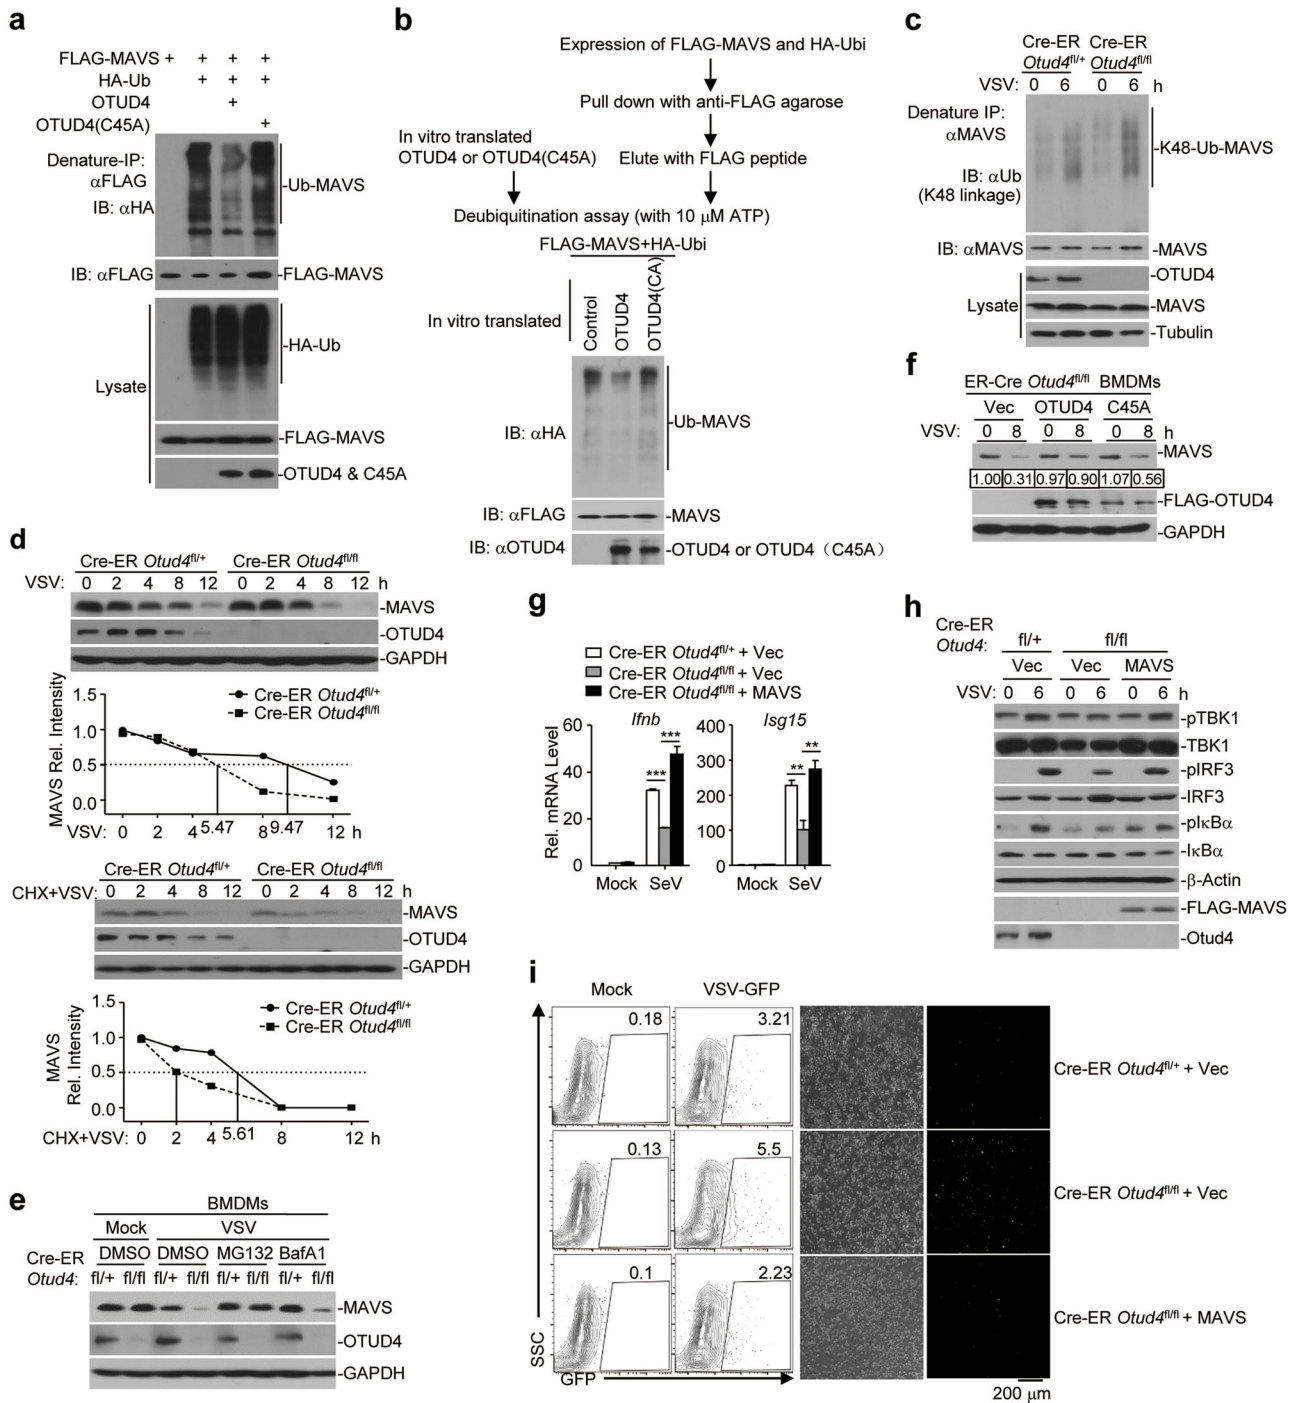 a
FLAG-MAVS + + + +
HA-Ub + + +
OTUD4 +
OTUD4(C45A) +
Denature-IP:
αFLAG
IB: αHA
-Ub-MAVS
IB: αFLAG -FLAG-MAVS
-HA-Ub
Lysate
-FLAG-MAVS
-OTUD4 & C45A
b
Expression of FLAG-MAVS and HA-Ubi
Pull down with anti-FLAG agarose
In vitro translated
OTUD4 or OTUD4(C45A) Elute with FLAG peptide
Deubiquitination assay (with 10 μM ATP)
FLAG-MAVS+HA-Ubi
In vitro translated
Control
OTUD4
OTUD4(CA)
IB: αHA
-Ub-MAVS
IB: αFLAG -MAVS
IB: αOTUD4 -OTUD4 or OTUD4 (C45A)
c
Cre-ER Cre-ER
Otud4fl/+ Otud4fl/fl
VSV: 0 6 0 6 h
Denature IP:
αMAVS
IB: αUb
(K48 linkage)
-K48-Ub-MAVS
IB: αMAVS -MAVS
-OTUD4
Lysate -MAVS
-Tubulin
d
Cre-ER Otud4fl/+ Cre-ER Otud4fl/fl
VSV: 0 2 4 8 12 0 2 4 8 12 h
-MAVS
-OTUD4
-GAPDH
MAVS Rel. Intensity
1.5
1.0
0.5
0.0
Cre-ER Otud4fl/+
Cre-ER Otud4fl/fl
VSV: 0 2 4 5.47 8 9.47 12 h
Cre-ER Otud4fl/+ Cre-ER Otud4fl/fl
CHX+VSV: 0 2 4 8 12 0 2 4 8 12 h
-MAVS
-OTUD4
-GAPDH
MAVS
Rel. Intensity
1.5
1.0
0.5
0.0
Cre-ER Otud4fl/+
Cre-ER Otud4fl/fl
CHX+VSV: 0 2 4 5.61 8 12 h
e
BMDMs
Mock VSV
Cre-ER DMSO DMSO MG132 BafA1
Otud4: fl/+ fl/fl fl/+ fl/fl fl/+ fl/fl fl/+ fl/fl
-MAVS
-OTUD4
-GAPDH
f
ER-Cre Otud4fl/fl BMDMs
Vec OTUD4 C45A
VSV: 0 8 0 8 0 8 h
-MAVS
1.00 0.31 0.97 0.90 1.07 0.56
-FLAG-OTUD4
-GAPDH
g
Cre-ER Otud4fl/+ + Vec
Cre-ER Otud4fl/fl + Vec
Cre-ER Otud4fl/fl + MAVS
Rel. mRNA Level
Ifnb
60
40
20
0
***
***
Mock SeV
Isg15
400
300
200
100
0
**
**
Mock SeV
h
Cre-ER
Otud4: fl/+ fl/fl
Vec Vec MAVS
VSV: 0 6 0 6 0 6 h
-pTBK1
-TBK1
-pIRF3
-IRF3
-pIκBα
-IκBα
-β-Actin
-FLAG-MAVS
-Otud4
i
Mock VSV-GFP
0.18 3.21
Cre-ER Otud4fl/+ + Vec
0.13 5.5
Cre-ER Otud4fl/fl + Vec
0.1 2.23
Cre-ER Otud4fl/fl + MAVS
SSC
GFP
200 μm